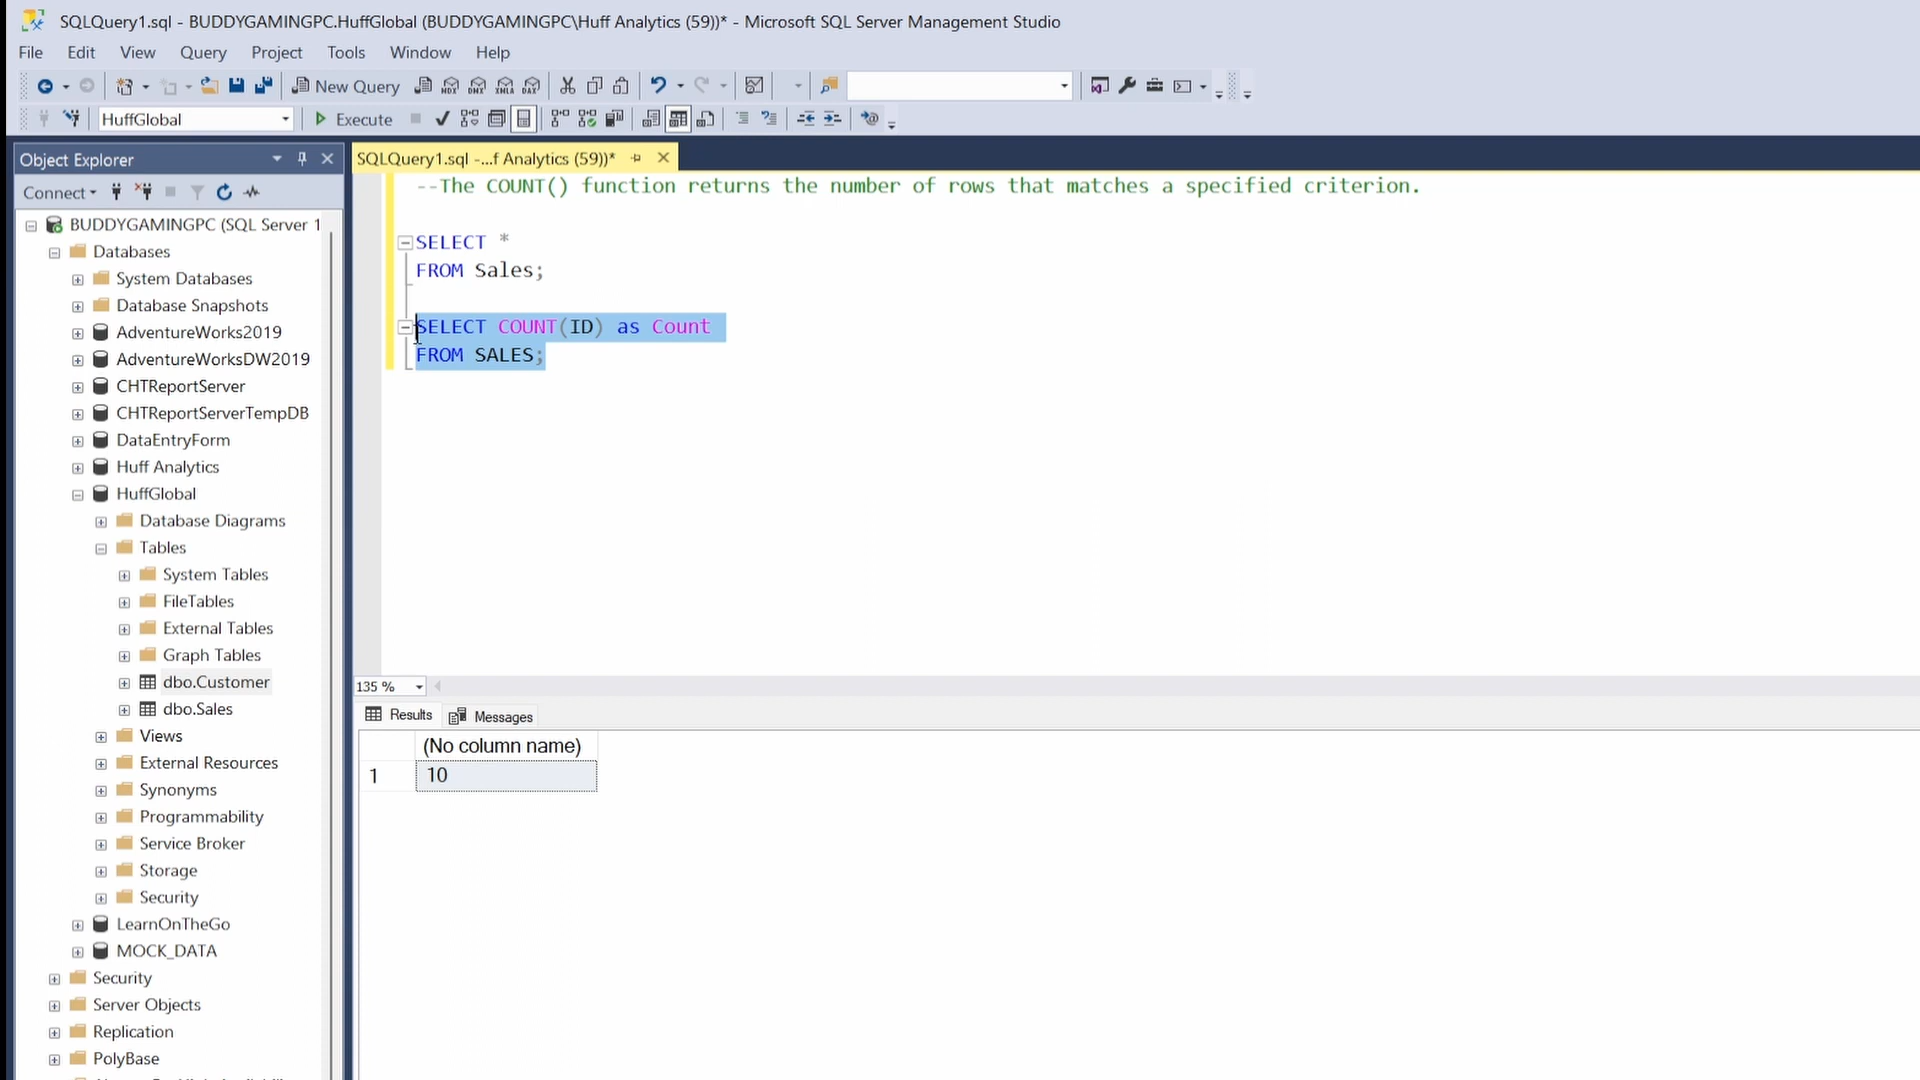 SQLQuery1.sql - BUDDYGAMINGPC.HuffGlobal (BUDDYGAMINGPC\Huff Analytics (59))* - Microsoft SQL Server Management Studio
File Edit View Query Project Tools Window Help
New Query MDX DMX XMLA DAX
HuffGlobal Execute
Object Explorer
Connect
BUDDYGAMINGPC (SQL Server 1
Databases
System Databases
Database Snapshots
AdventureWorks2019
AdventureWorksDW2019
CHTReportServer
CHTReportServerTempDB
DataEntryForm
Huff Analytics
HuffGlobal
Database Diagrams
Tables
System Tables
FileTables
External Tables
Graph Tables
dbo.Customer
dbo.Sales
Views
External Resources
Synonyms
Programmability
Service Broker
Storage
Security
LearnOnTheGo
MOCK_DATA
Security
Server Objects
Replication
PolyBase
SQLQuery1.sql -...f Analytics (59))*
--The COUNT() function returns the number of rows that matches a specified criterion.
SELECT *
FROM Sales;
SELECT COUNT(ID) as Count
FROM SALES;
135 %
Results Messages
(No column name)
1 10